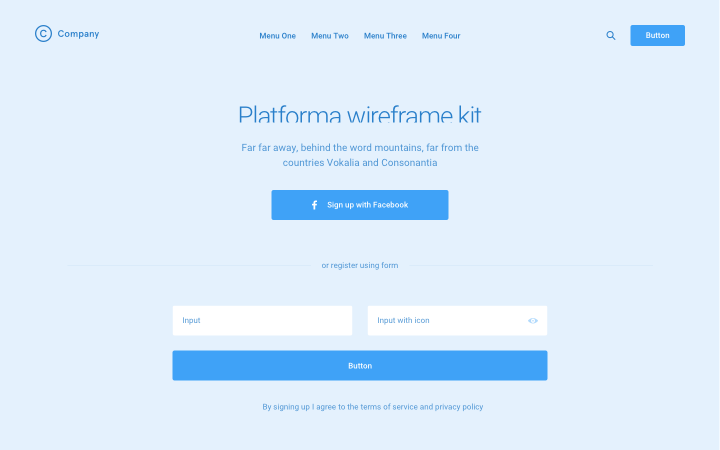 C Company
Menu One
Menu Two
Menu Three
Menu Four
Button
Platforma wireframe kit
Far far away, behind the word mountains, far from the
countries Vokalia and Consonantia
Sign up with Facebook
or register using form
Input
Input with icon
Button
By signing up I agree to the terms of service and privacy policy